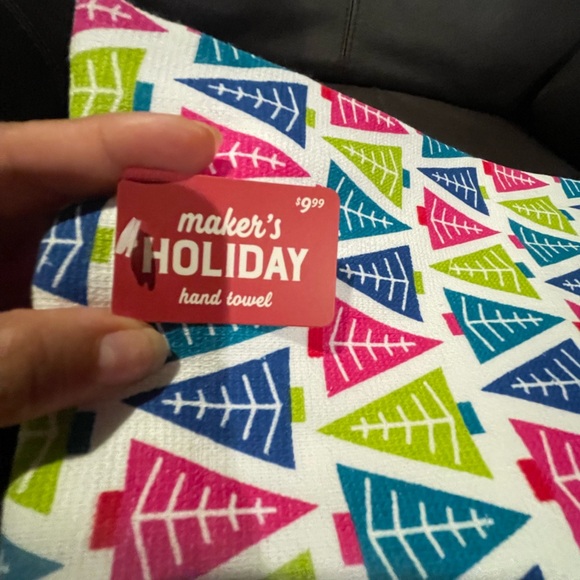 $9.99
maker's
HOLIDAY
hand towel